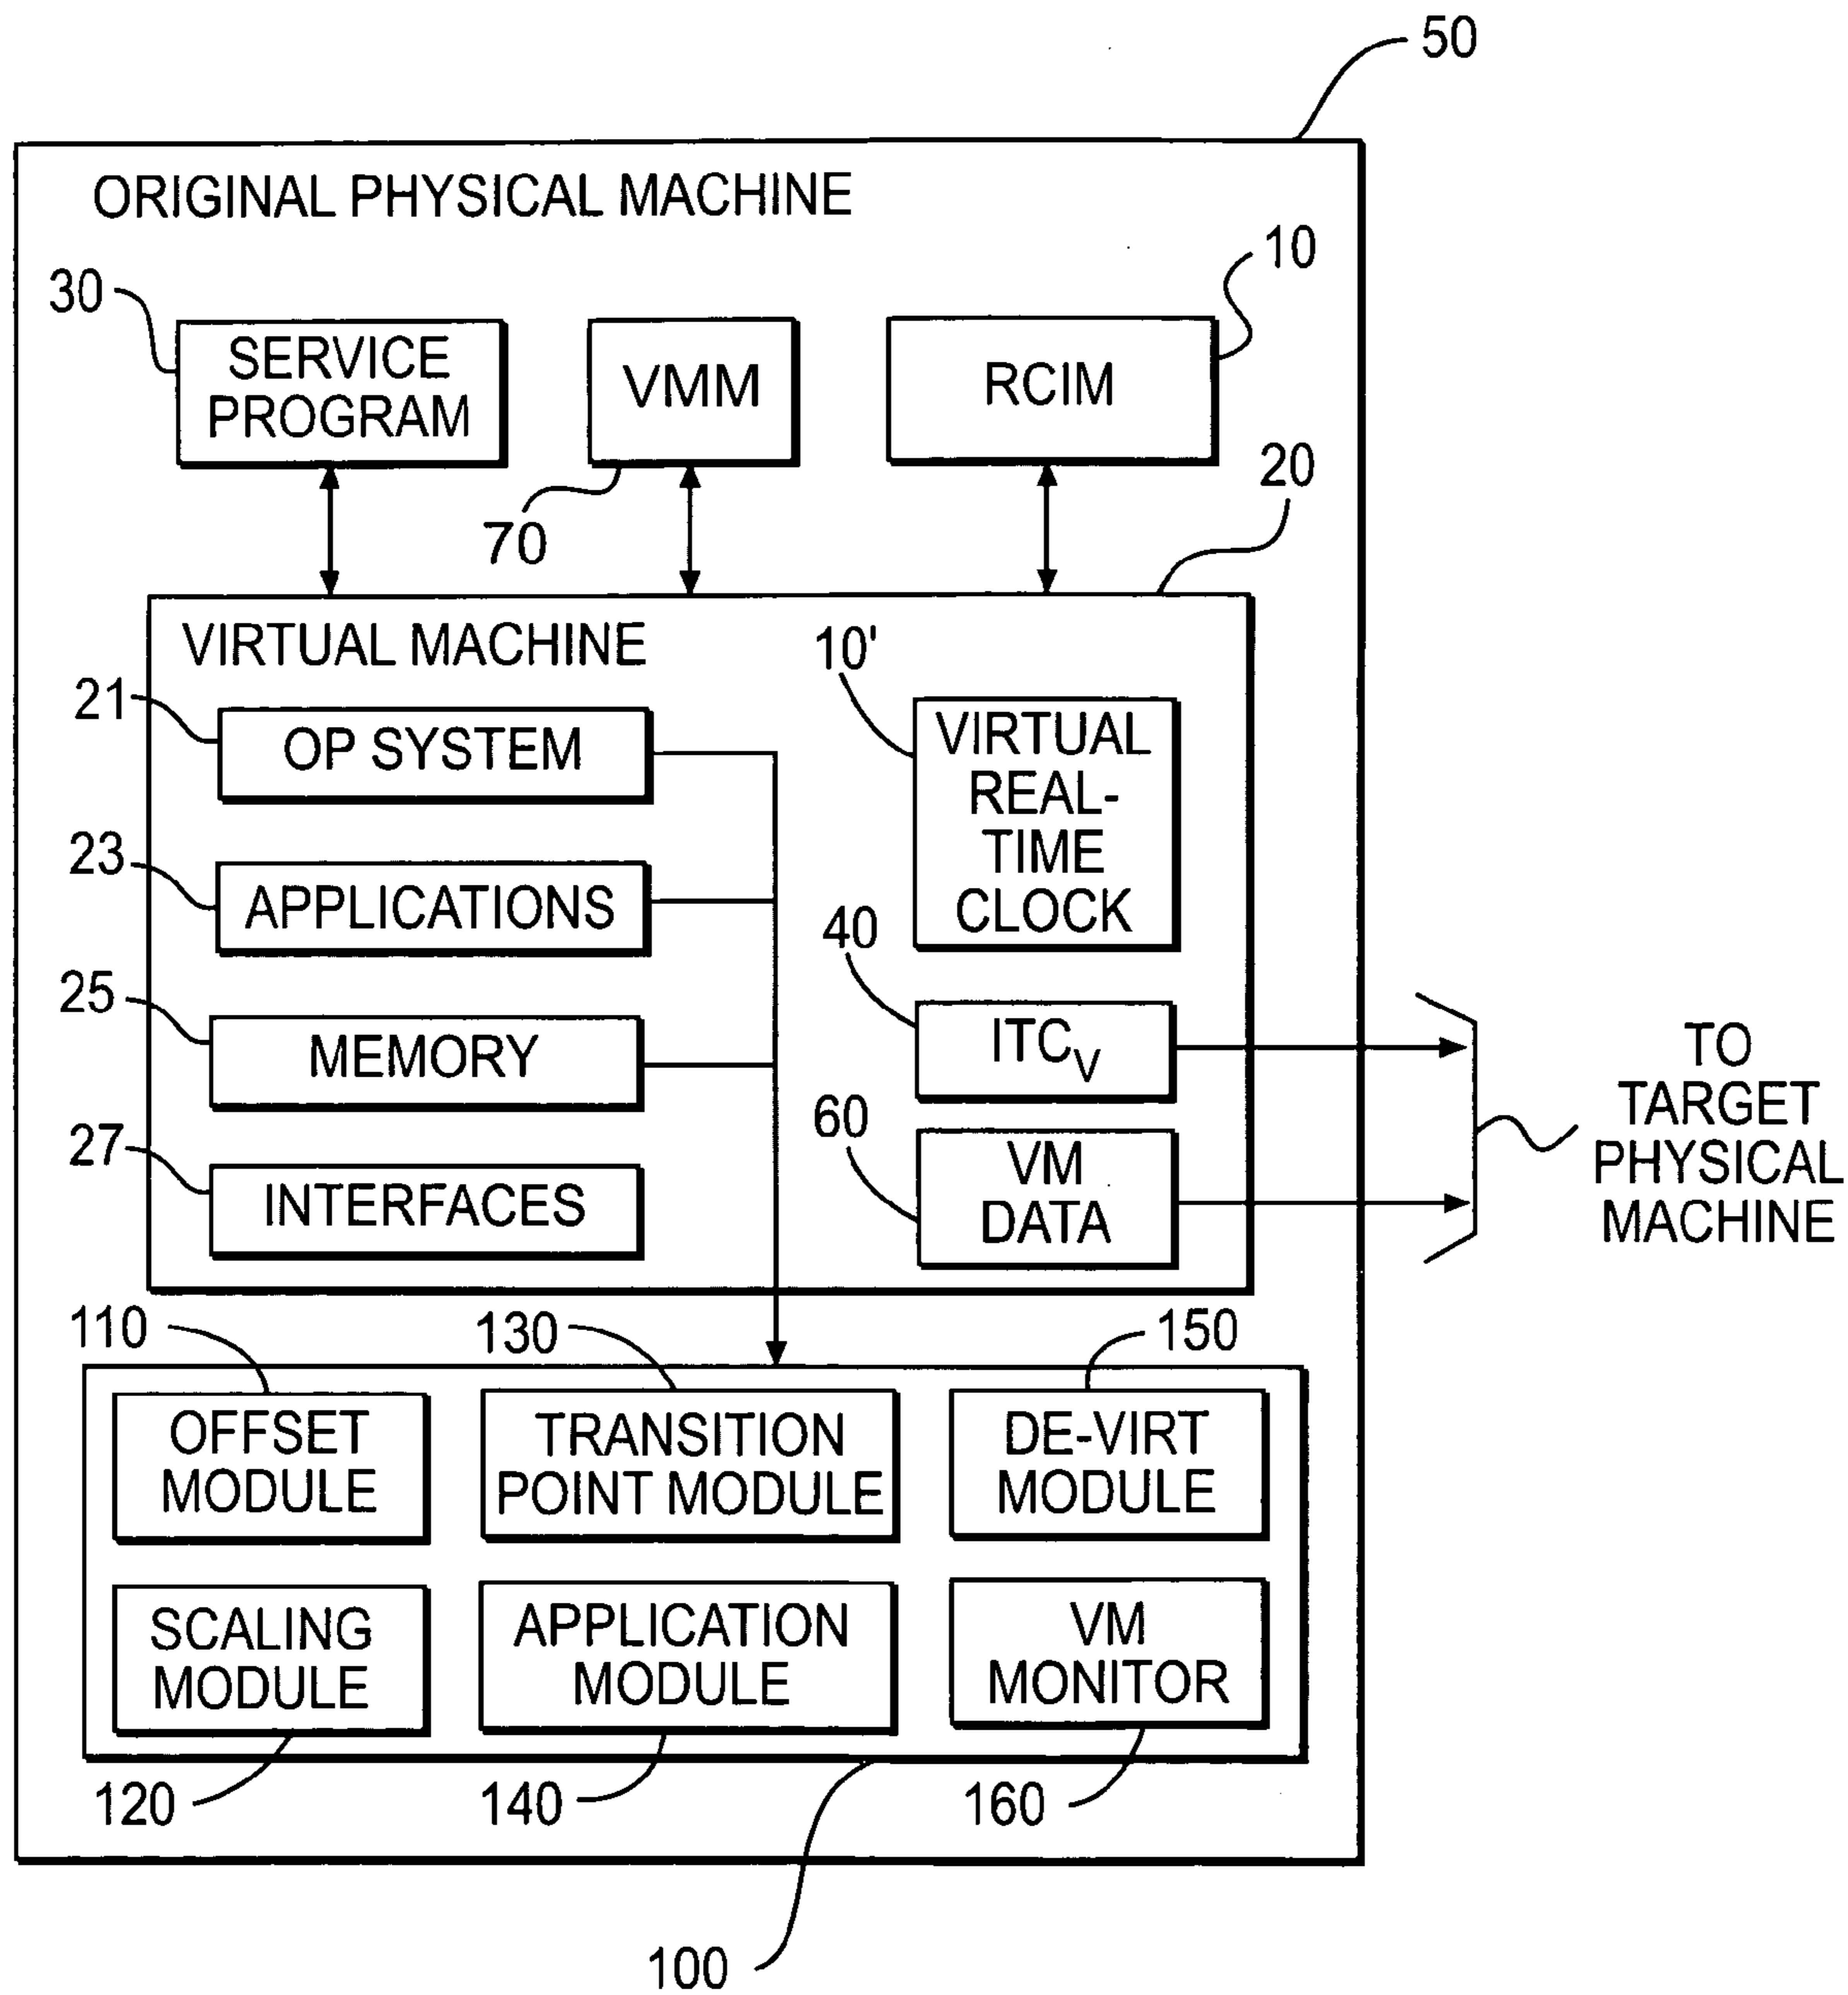 50
ORIGINAL PHYSICAL MACHINE
10
30
SERVICE
PROGRAM
VMM
RCIM
20
70
VIRTUAL MACHINE
10'
21
OP SYSTEM
VIRTUAL
REAL-
TIME
CLOCK
23
APPLICATIONS
40
25
MEMORY
ITCV
TO
TARGET
PHYSICAL
MACHINE
60
27
INTERFACES
VM
DATA
110
130
150
OFFSET
MODULE
TRANSITION
POINT MODULE
DE-VIRT
MODULE
SCALING
MODULE
APPLICATION
MODULE
VM
MONITOR
120
140
160
100